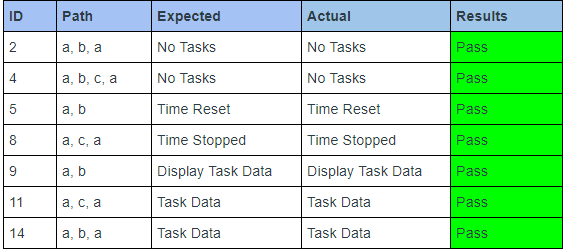 ID Path Expected Actual Results
2 a, b, a No Tasks No Tasks Pass
4 a, b, c, a No Tasks No Tasks Pass
5 a, b Time Reset Time Reset Pass
8 a, c, a Time Stopped Time Stopped Pass
9 a, b Display Task Data Display Task Data Pass
11 a, c, a Task Data Task Data Pass
14 a, b, a Task Data Task Data Pass